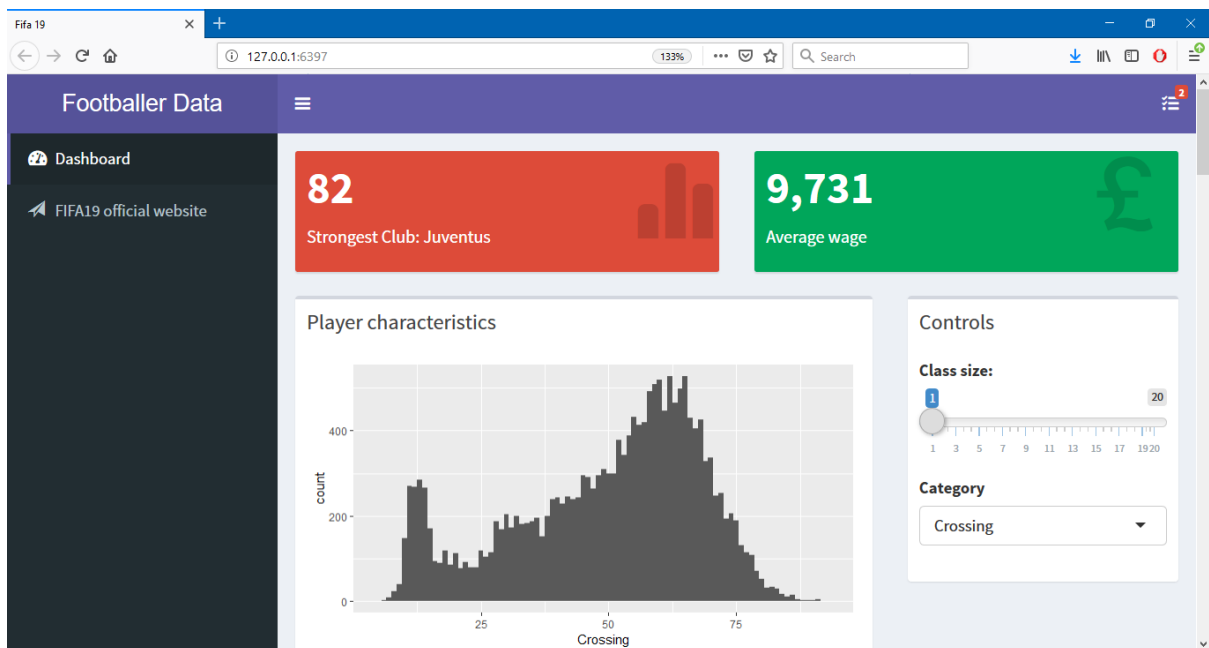 Fifa 19
127.0.0.1:6397
133%
Search
Footballer Data
2
Dashboard
FIFA19 official website
82
Strongest Club: Juventus
9,731
£
Average wage
Player characteristics
400
200
0
count
25 50 75
Crossing
Controls
Class size:
1 20
1 3 5 7 9 11 13 15 17 19 20
Category
Crossing